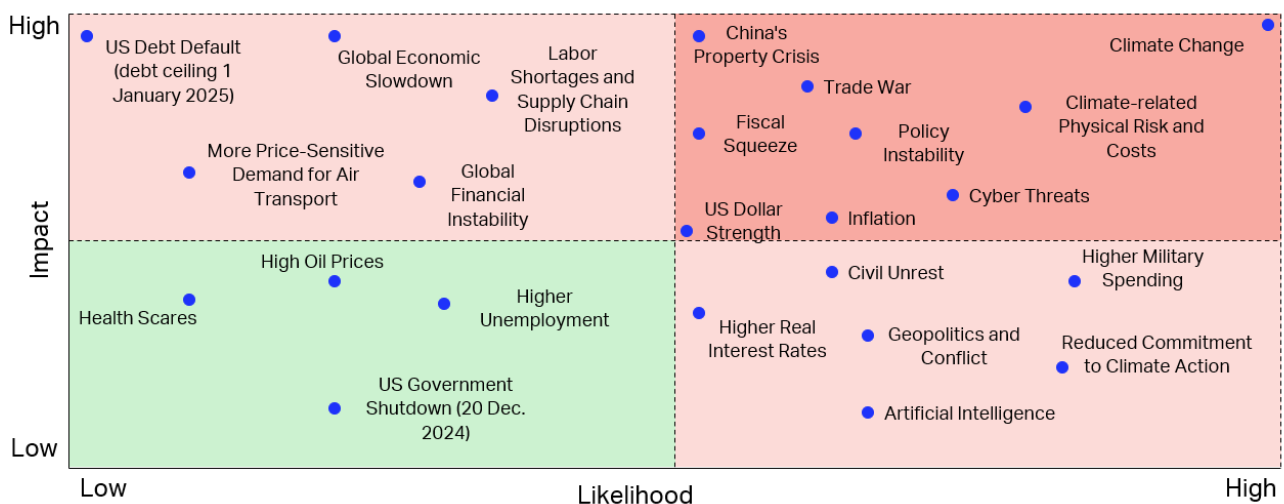 High
US Debt Default
(debt ceiling 1
January 2025)
Global Economic
Slowdown
Labor
Shortages and
Supply Chain
Disruptions
More Price-Sensitive
Demand for Air
Transport
Global
Financial
Instability
China's
Property Crisis
Climate Change
Trade War
Fiscal
Squeeze
Policy
Instability
Climate-related
Physical Risk and
Costs
Cyber Threats
US Dollar
Strength
Inflation
Impact
High Oil Prices
Health Scares
Higher
Unemployment
US Government
Shutdown (20 Dec.
2024)
Civil Unrest
Higher Military
Spending
Higher Real
Interest Rates
Geopolitics and
Conflict
Reduced Commitment
to Climate Action
Artificial Intelligence
Low
Low
Likelihood
High